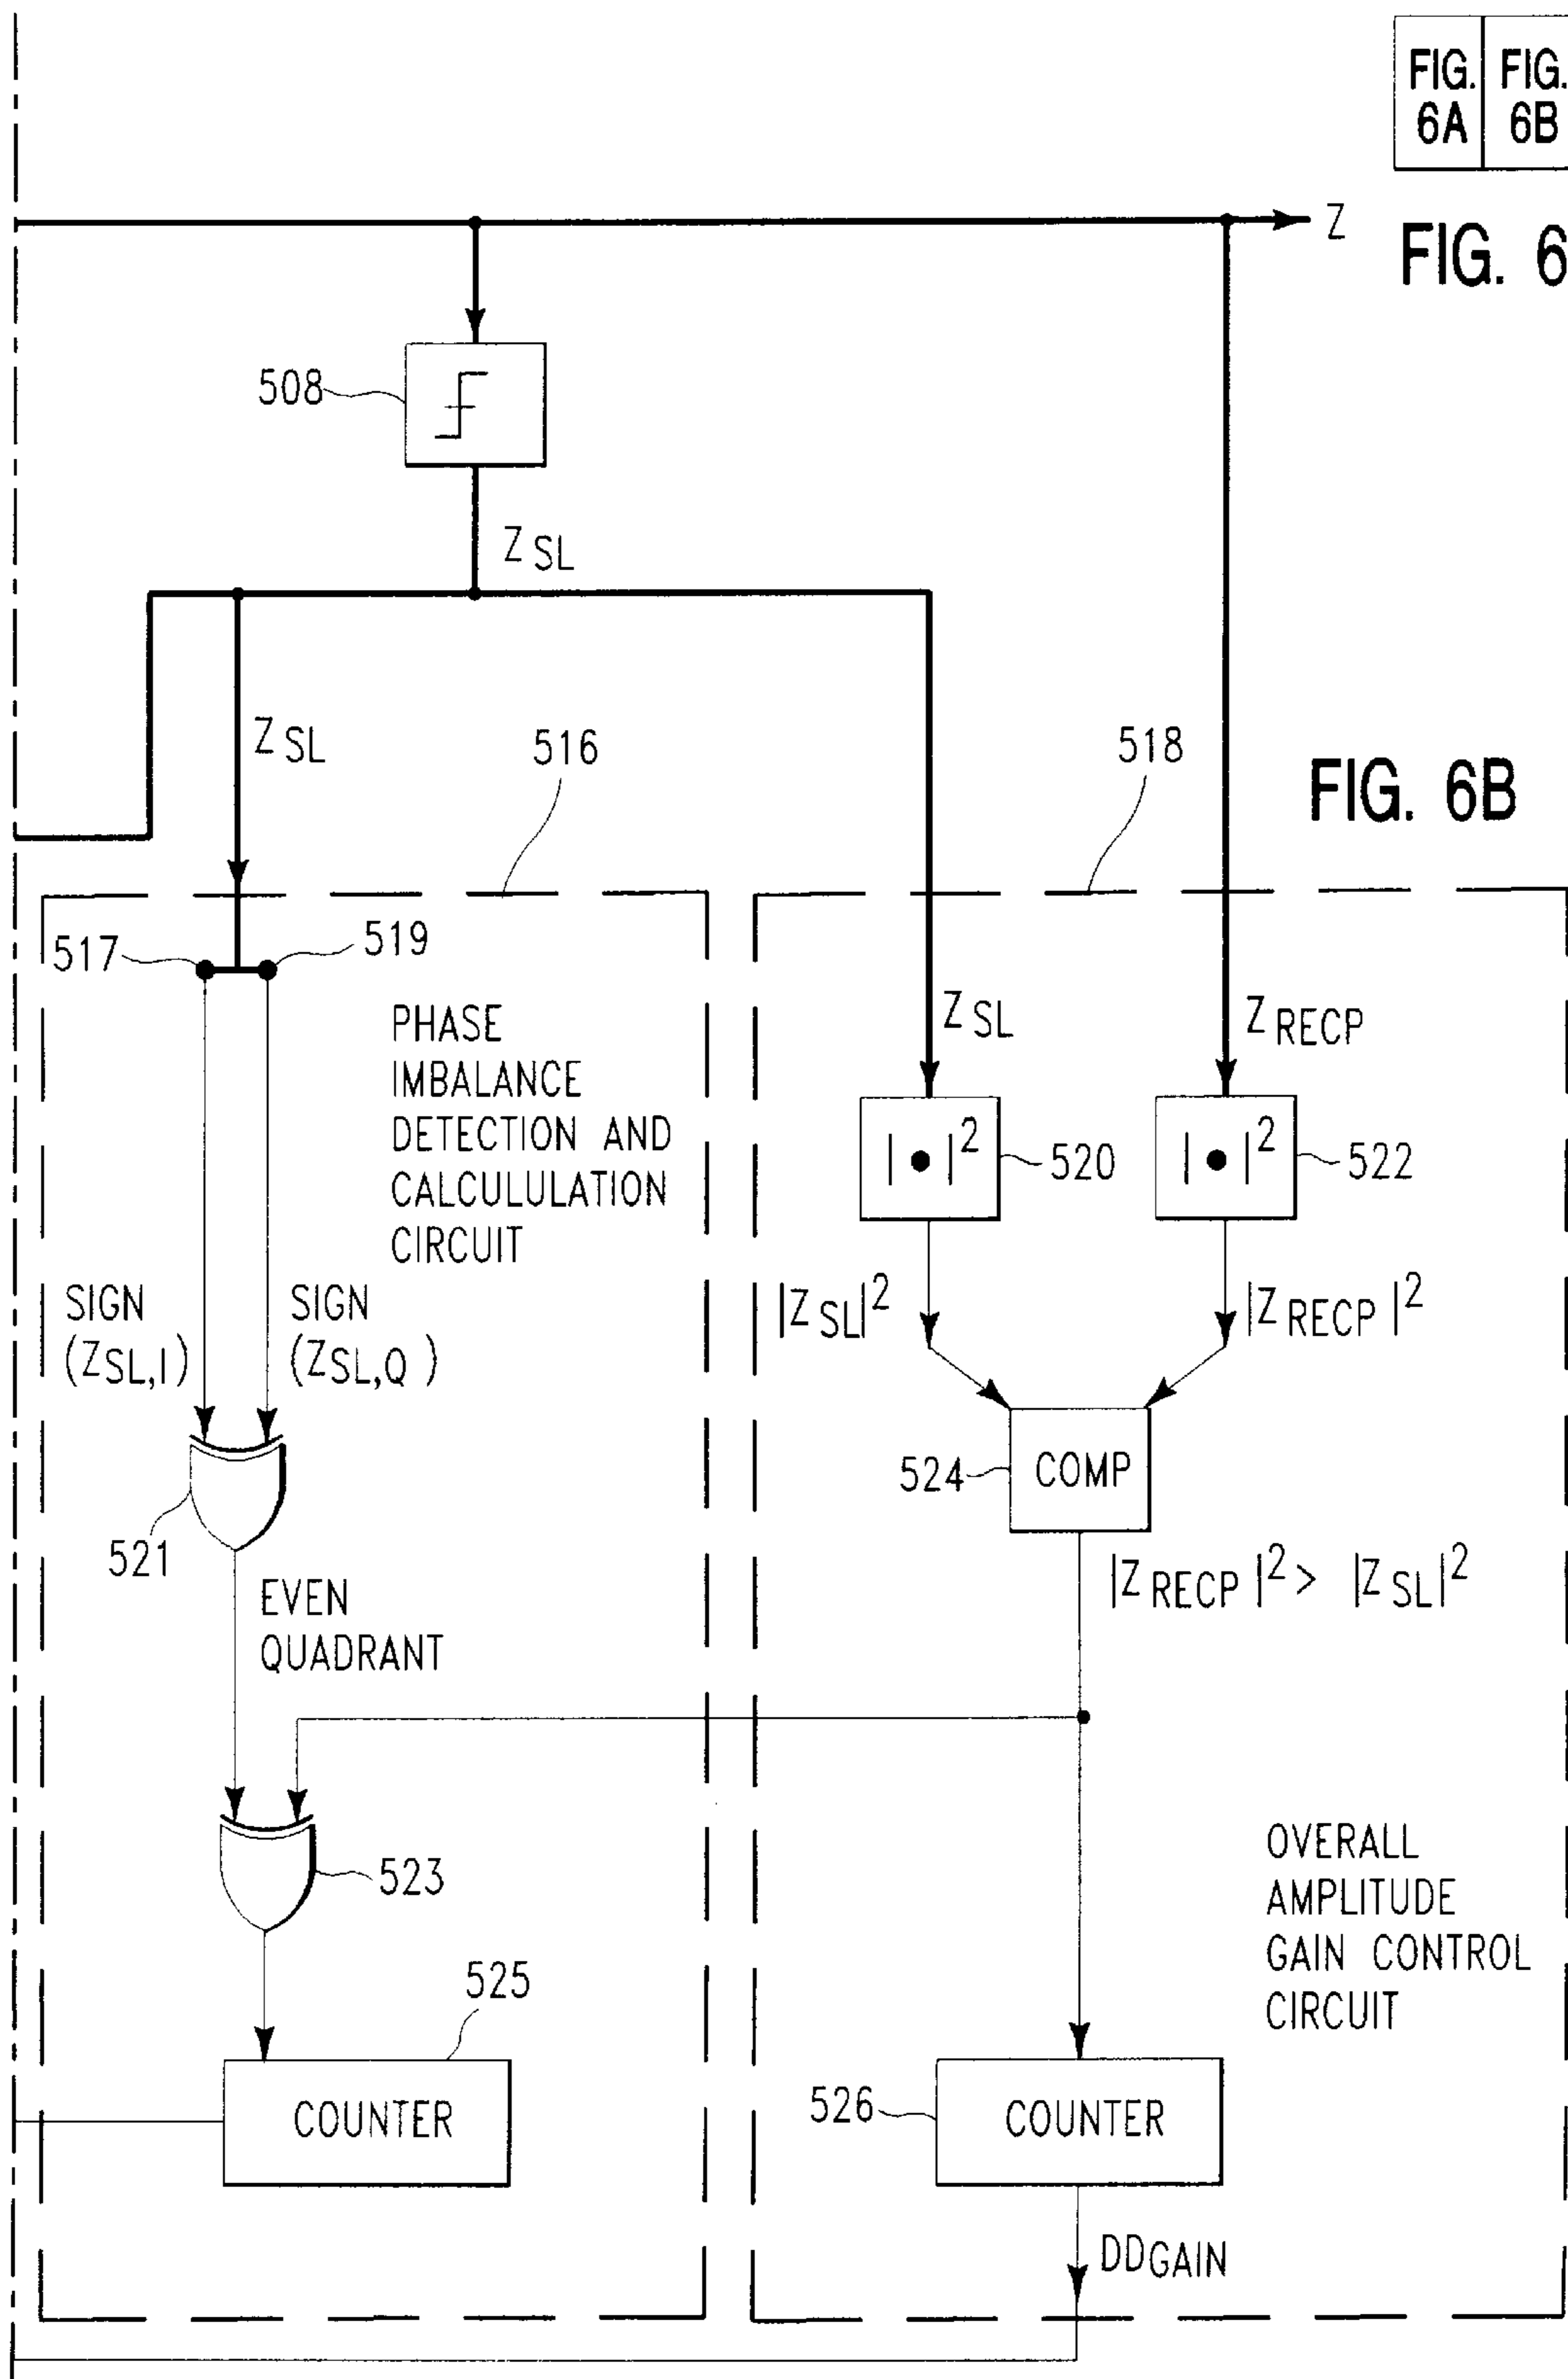 FIG. 6A
FIG. 6B
Z
FIG. 6
508
Z SL
Z SL
516
518
FIG. 6B
517
519
PHASE
IMBALANCE
DETECTION AND
CALCULULATION
CIRCUIT
Z SL
Z RECP
|●|²
520
|●|²
522
SIGN
(ZSL,I)
SIGN
(ZSL,Q )
|Z SL|²
|Z RECP |²
524
COMP
521
EVEN
QUADRANT
|Z RECP |² > |Z SL|²
523
OVERALL
AMPLITUDE
GAIN CONTROL
CIRCUIT
525
COUNTER
526
COUNTER
DDGAIN